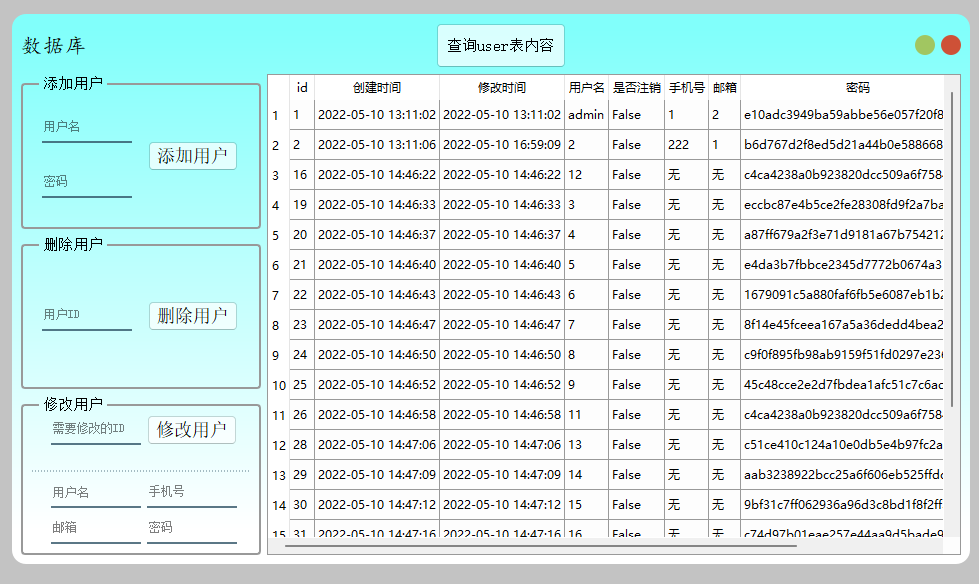 数据库
查询user表内容
添加用户
用户名
添加用户
密码
删除用户
用户ID
删除用户
修改用户
需要修改的ID
修改用户
用户名 手机号
邮箱 密码
id 创建时间 修改时间 用户名 是否注销 手机号 邮箱 密码
1 1 2022-05-10 13:11:02 2022-05-10 13:11:02 admin False 1 2 e10adc3949ba59abbe56e057f20f8
2 2 2022-05-10 13:11:06 2022-05-10 16:59:09 2 False 222 1 b6d767d2f8ed5d21a44b0e588668
3 16 2022-05-10 14:46:22 2022-05-10 14:46:22 12 False 无 无 c4ca4238a0b923820dcc509a6f758
4 19 2022-05-10 14:46:33 2022-05-10 14:46:33 3 False 无 无 eccbc87e4b5ce2fe28308fd9f2a7ba
5 20 2022-05-10 14:46:37 2022-05-10 14:46:37 4 False 无 无 a87ff679a2f3e71d9181a67b754212
6 21 2022-05-10 14:46:40 2022-05-10 14:46:40 5 False 无 无 e4da3b7fbbce2345d7772b0674a3
7 22 2022-05-10 14:46:43 2022-05-10 14:46:43 6 False 无 无 1679091c5a880faf6fb5e6087eb1b2
8 23 2022-05-10 14:46:47 2022-05-10 14:46:47 7 False 无 无 8f14e45fceea167a5a36dedd4bea2
9 24 2022-05-10 14:46:50 2022-05-10 14:46:50 8 False 无 无 c9f0f895fb98ab9159f51fd0297e236
10 25 2022-05-10 14:46:52 2022-05-10 14:46:52 9 False 无 无 45c48cce2e2d7fbdea1afc51c7c6ad
11 26 2022-05-10 14:46:58 2022-05-10 14:46:58 11 False 无 无 c4ca4238a0b923820dcc509a6f758
12 28 2022-05-10 14:47:06 2022-05-10 14:47:06 13 False 无 无 c51ce410c124a10e0db5e4b97fc2a
13 29 2022-05-10 14:47:09 2022-05-10 14:47:09 14 False 无 无 aab3238922bcc25a6f606eb525ffdc
14 30 2022-05-10 14:47:12 2022-05-10 14:47:12 15 False 无 无 9bf31c7ff062936a96d3c8bd1f8f2ff
15 31 2022-05-10 14:47:16 2022-05-10 14:47:16 16 False 无 无 c74d97b01eae257e44aa9d5bade9